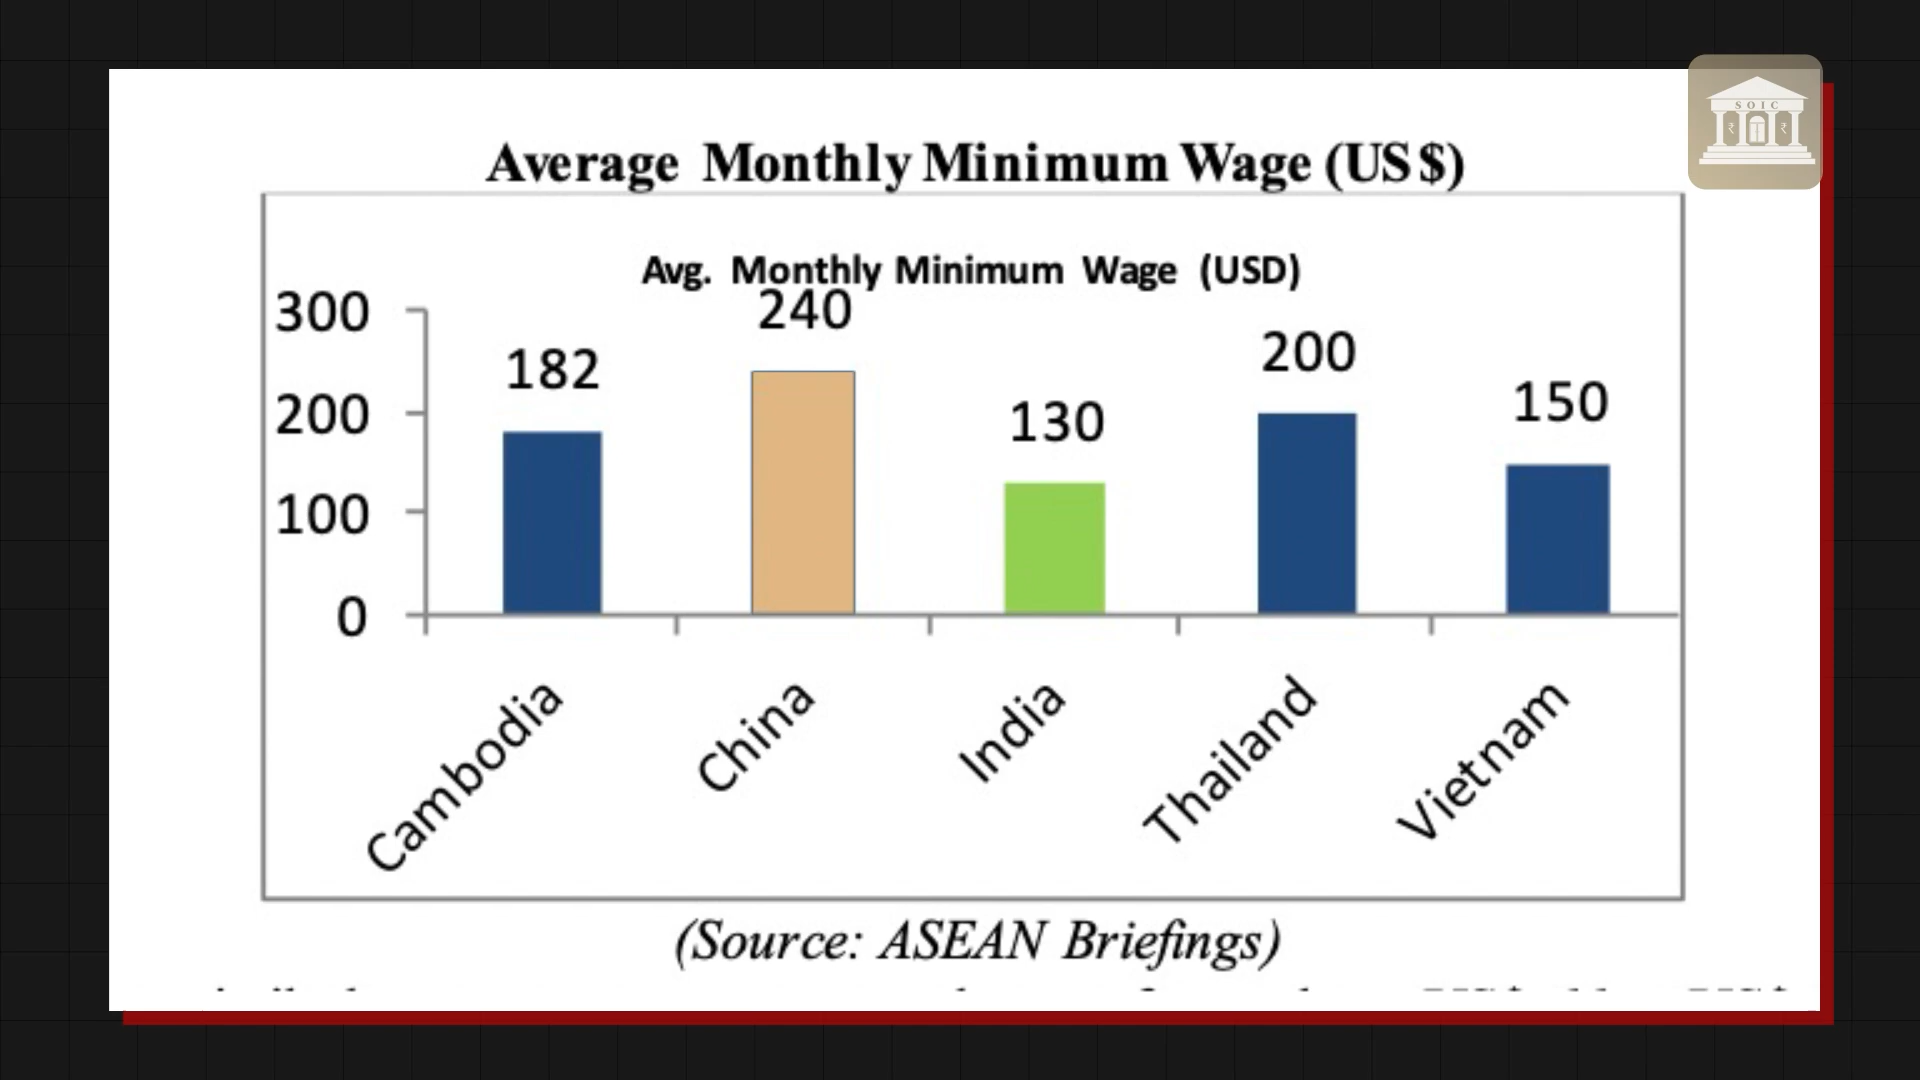 SOIC
Average Monthly Minimum Wage (US $)
Avg. Monthly Minimum Wage (USD)
300
200
100
0
182
240
130
200
150
Cambodia
China
India
Thailand
Vietnam
(Source: ASEAN Briefings)